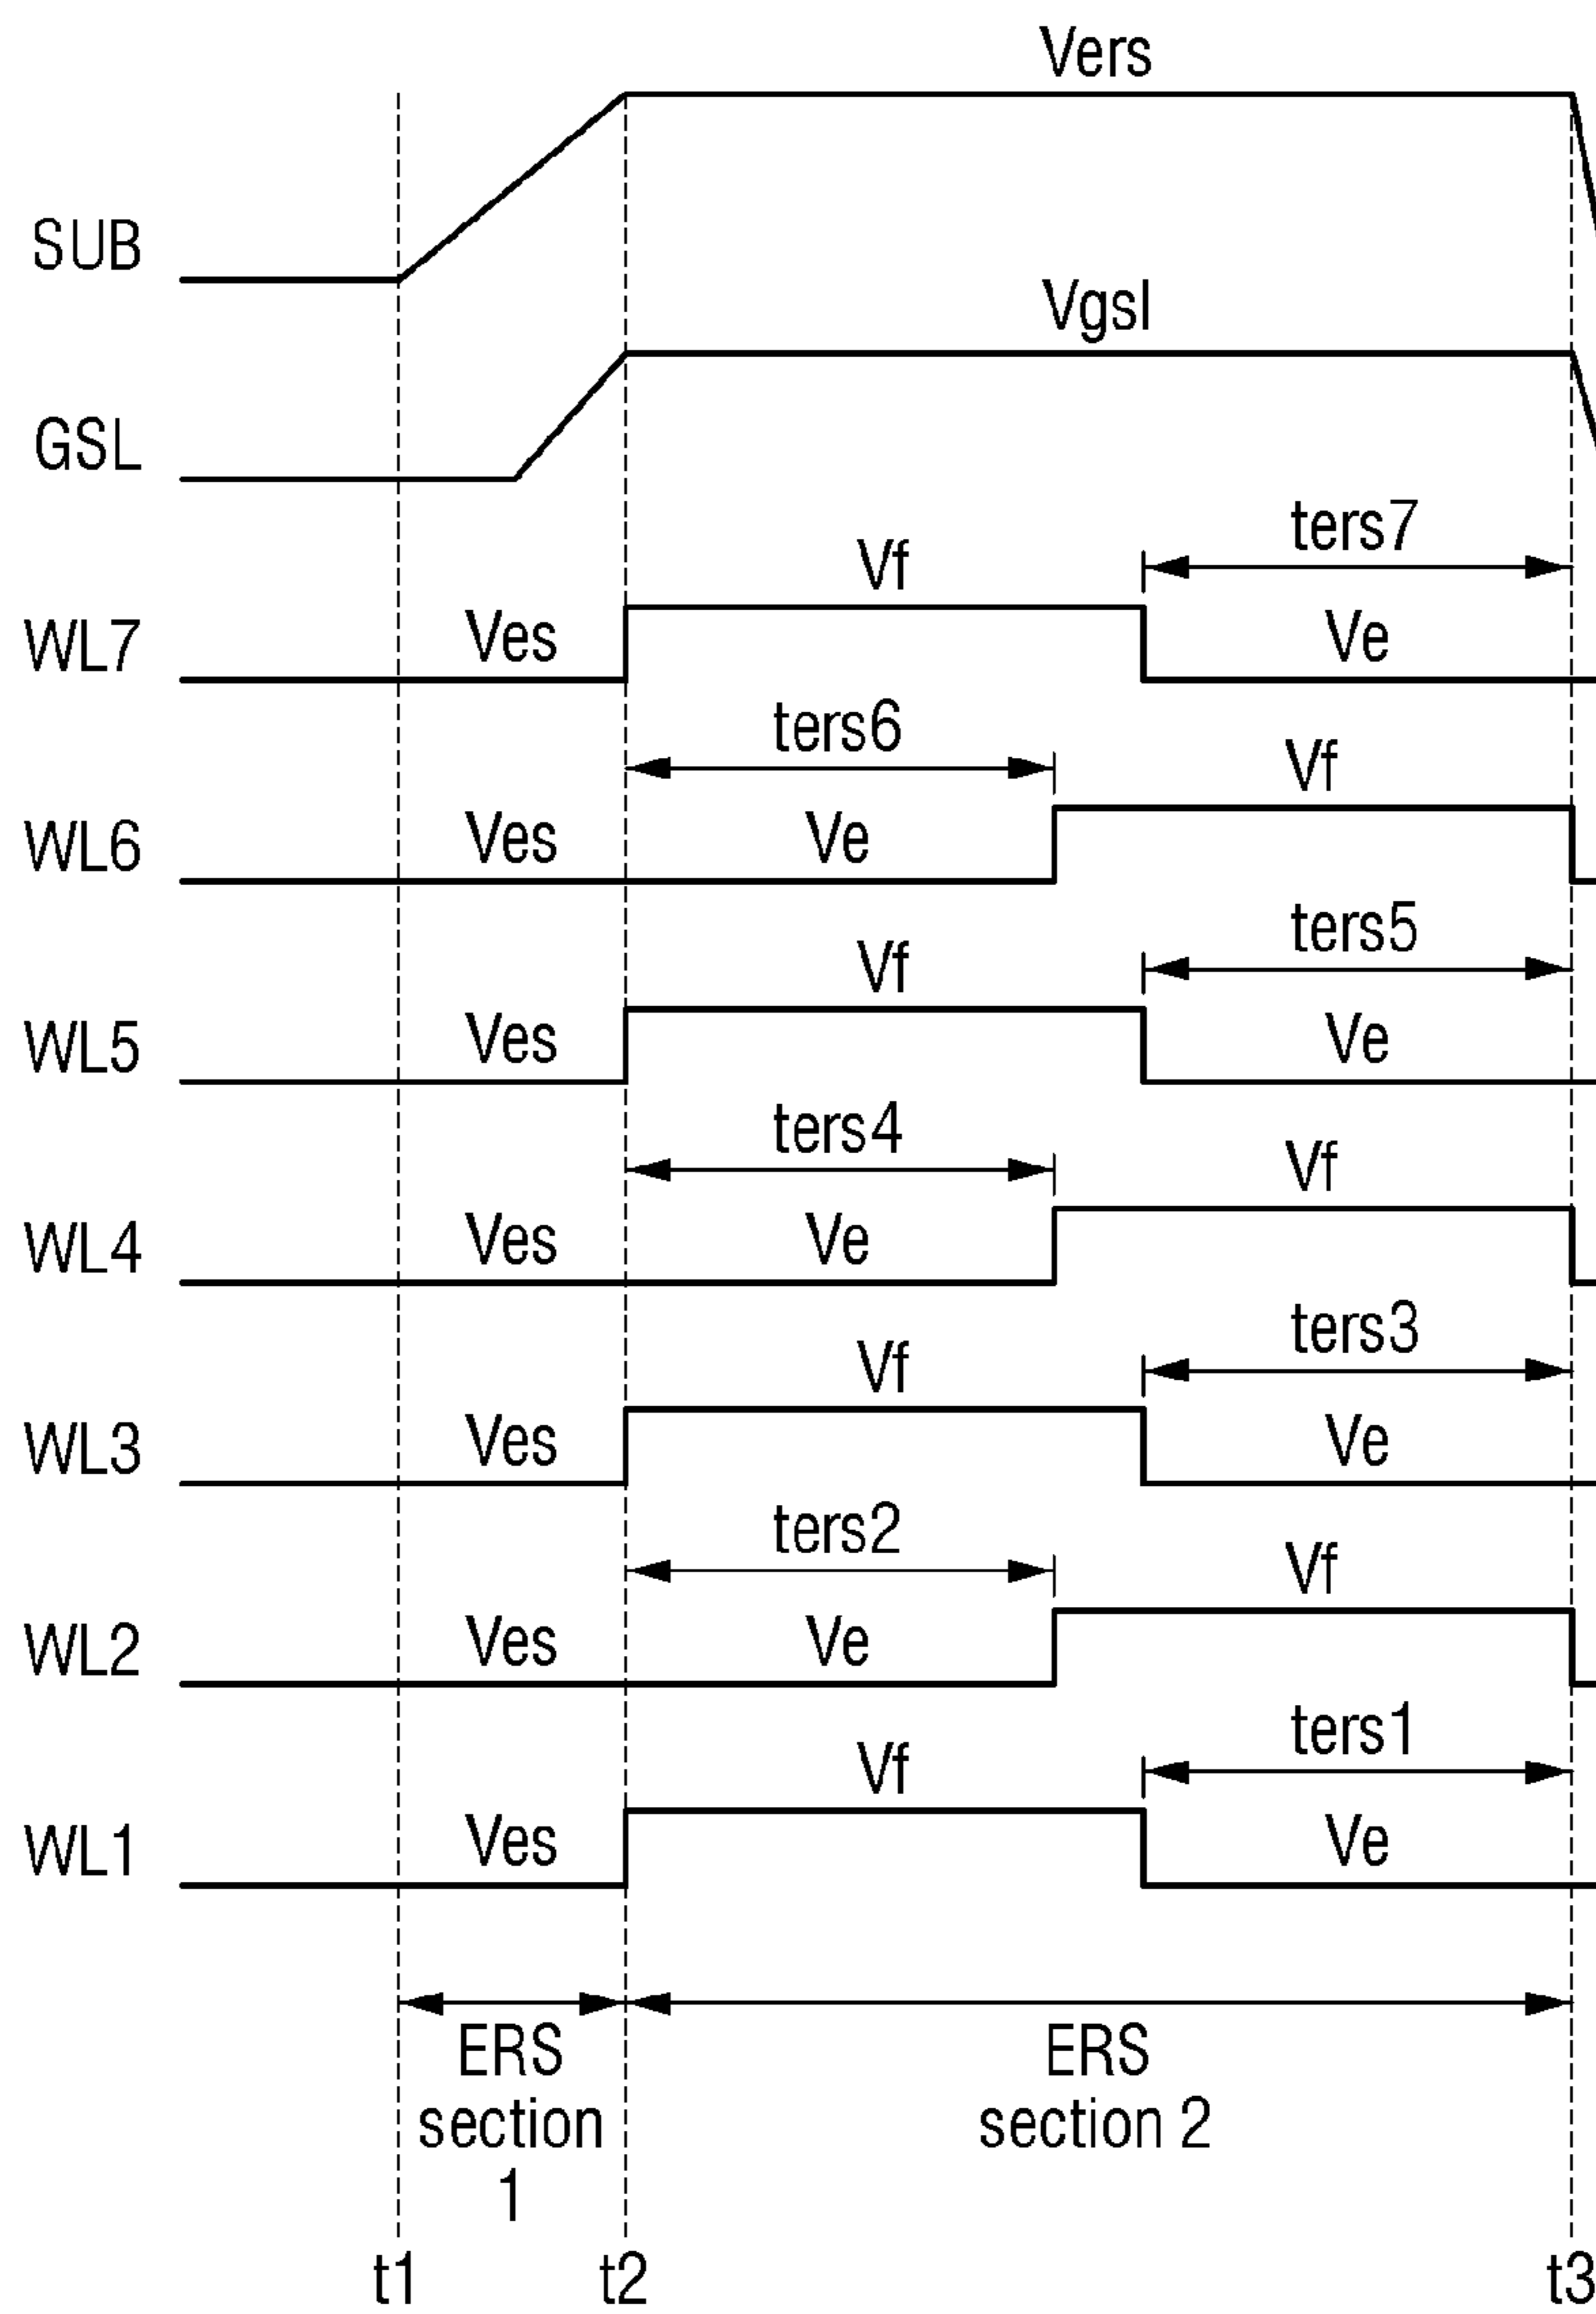 Vers
SUB
Vgsl
GSL
ters7
Vf
WL7 Ves Ve
ters6
Vf
WL6 Ves Ve
ters5
Vf
WL5 Ves Ve
ters4
Vf
WL4 Ves Ve
ters3
Vf
WL3 Ves Ve
ters2
Vf
WL2 Ves Ve
ters1
Vf
WL1 Ves Ve
ERS section 1
ERS section 2
t1 t2 t3